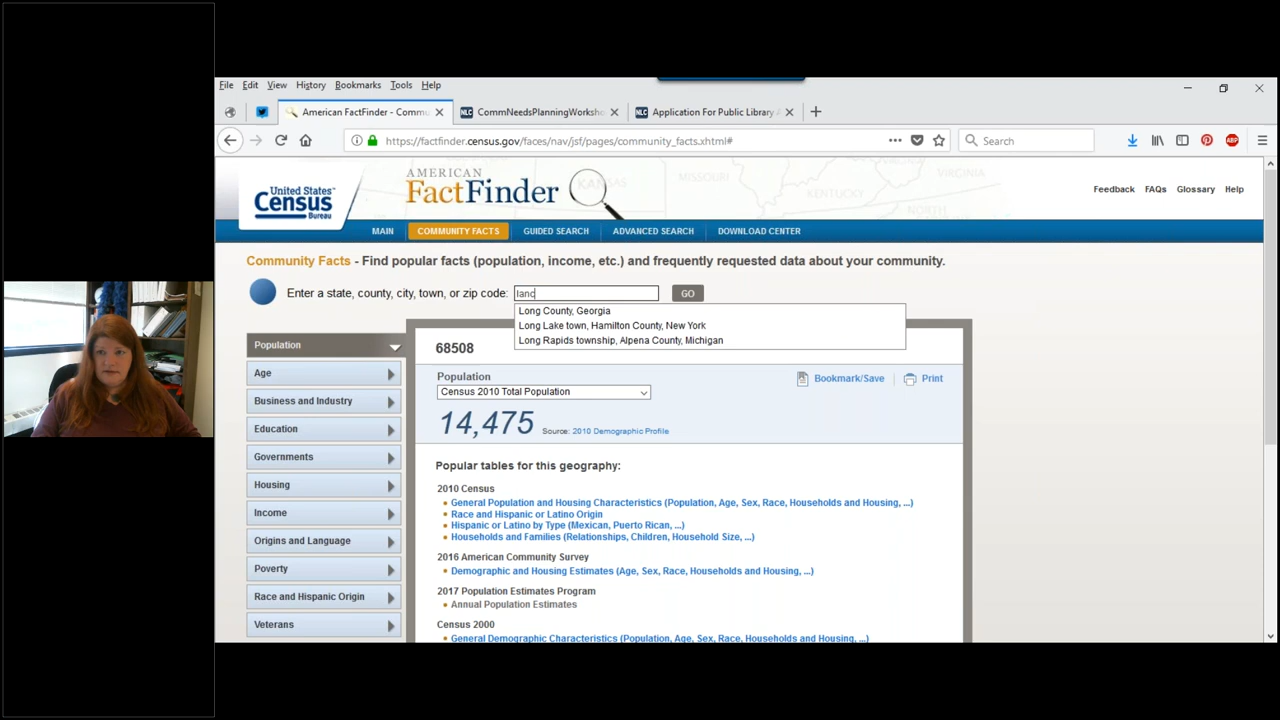 File Edit View History Bookmarks Tools Help
American FactFinder - Commu
CommNeedsPlanningWorksho
Application For Public Library A
https://factfinder.census.gov/faces/nav/jsf/pages/community_facts.xhtml#
Search
United States
Census
Bureau
AMERICAN
FactFinder
KANSAS
MISSOURI
KENTUCKY
VIRGINIA
NORTH
Feedback FAQs Glossary Help
MAIN COMMUNITY FACTS GUIDED SEARCH ADVANCED SEARCH DOWNLOAD CENTER
Community Facts - Find popular facts (population, income, etc.) and frequently requested data about your community.
Enter a state, county, city, town, or zip code: lanc GO
Long County, Georgia
Long Lake town, Hamilton County, New York
Long Rapids township, Alpena County, Michigan
Population
Age
Business and Industry
Education
Governments
Housing
Income
Origins and Language
Poverty
Race and Hispanic Origin
Veterans
68508
Population
Census 2010 Total Population
Bookmark/Save Print
14,475 Source: 2010 Demographic Profile
Popular tables for this geography:
2010 Census
General Population and Housing Characteristics (Population, Age, Sex, Race, Households and Housing, ...)
Race and Hispanic or Latino Origin
Hispanic or Latino by Type (Mexican, Puerto Rican, ...)
Households and Families (Relationships, Children, Household Size, ...)
2016 American Community Survey
Demographic and Housing Estimates (Age, Sex, Race, Households and Housing, ...)
2017 Population Estimates Program
Annual Population Estimates
Census 2000
General Demographic Characteristics (Population, Age, Sex, Race, Households and Housing, ...)